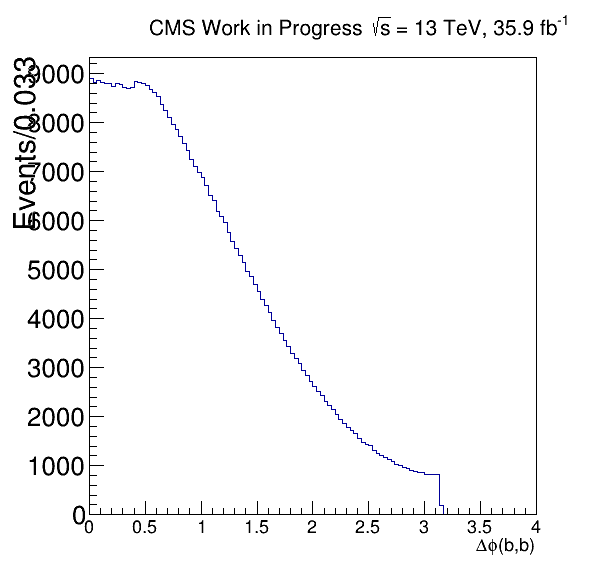 CMS Work in Progress √s = 13 TeV, 35.9 fb⁻¹
Events/0.033
9000
8000
7000
6000
5000
4000
3000
2000
1000
0
0 0.5 1 1.5 2 2.5 3 3.5 4
Δϕ(b,b)